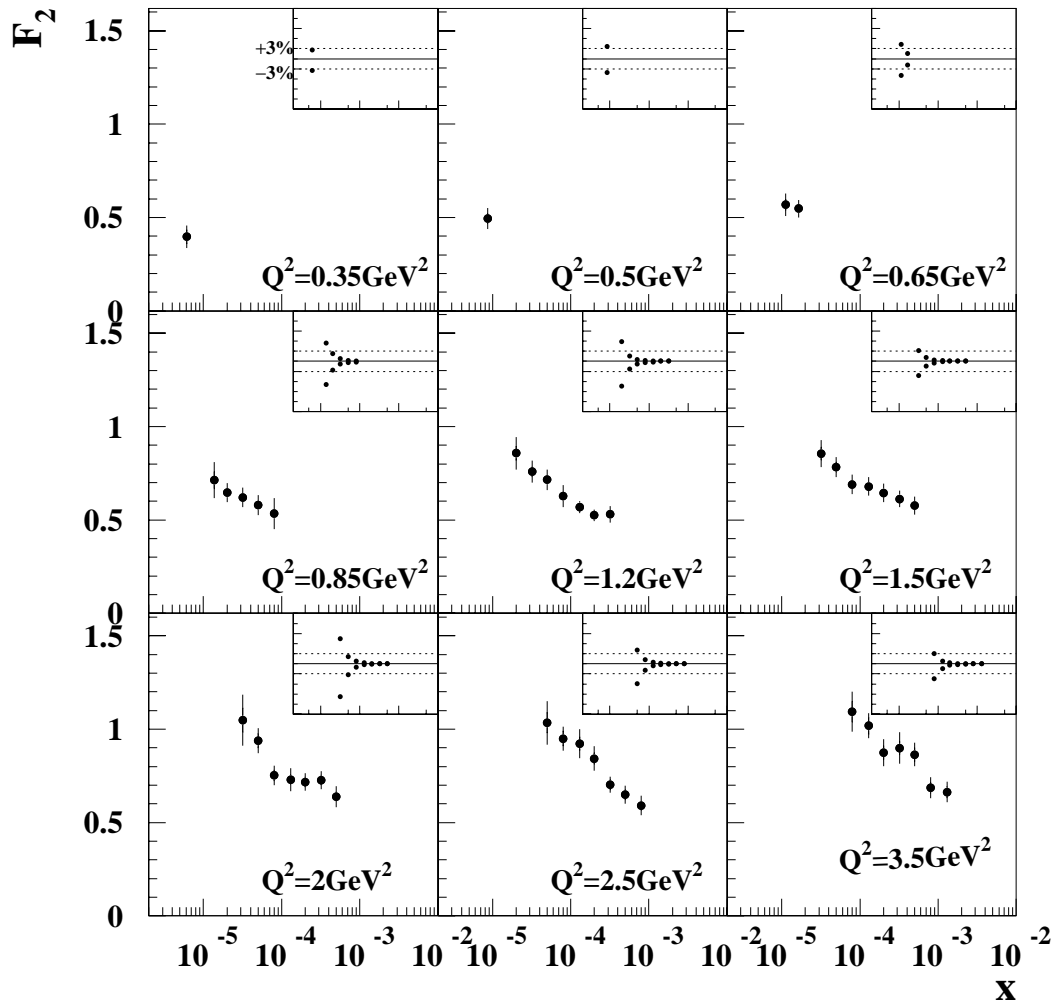 F₂
1.5
1
0.5
0
+3%
−3%
Q²=0.35GeV²
Q²=0.5GeV²
Q²=0.65GeV²
1.5
1
0.5
0
Q²=0.85GeV²
Q²=1.2GeV²
Q²=1.5GeV²
1.5
1
0.5
0
Q²=2GeV²
Q²=2.5GeV²
Q²=3.5GeV²
10⁻⁵ 10⁻⁴ 10⁻³ 10⁻² 10⁻⁵ 10⁻⁴ 10⁻³ 10⁻² 10⁻⁵ 10⁻⁴ 10⁻³ 10⁻²
x